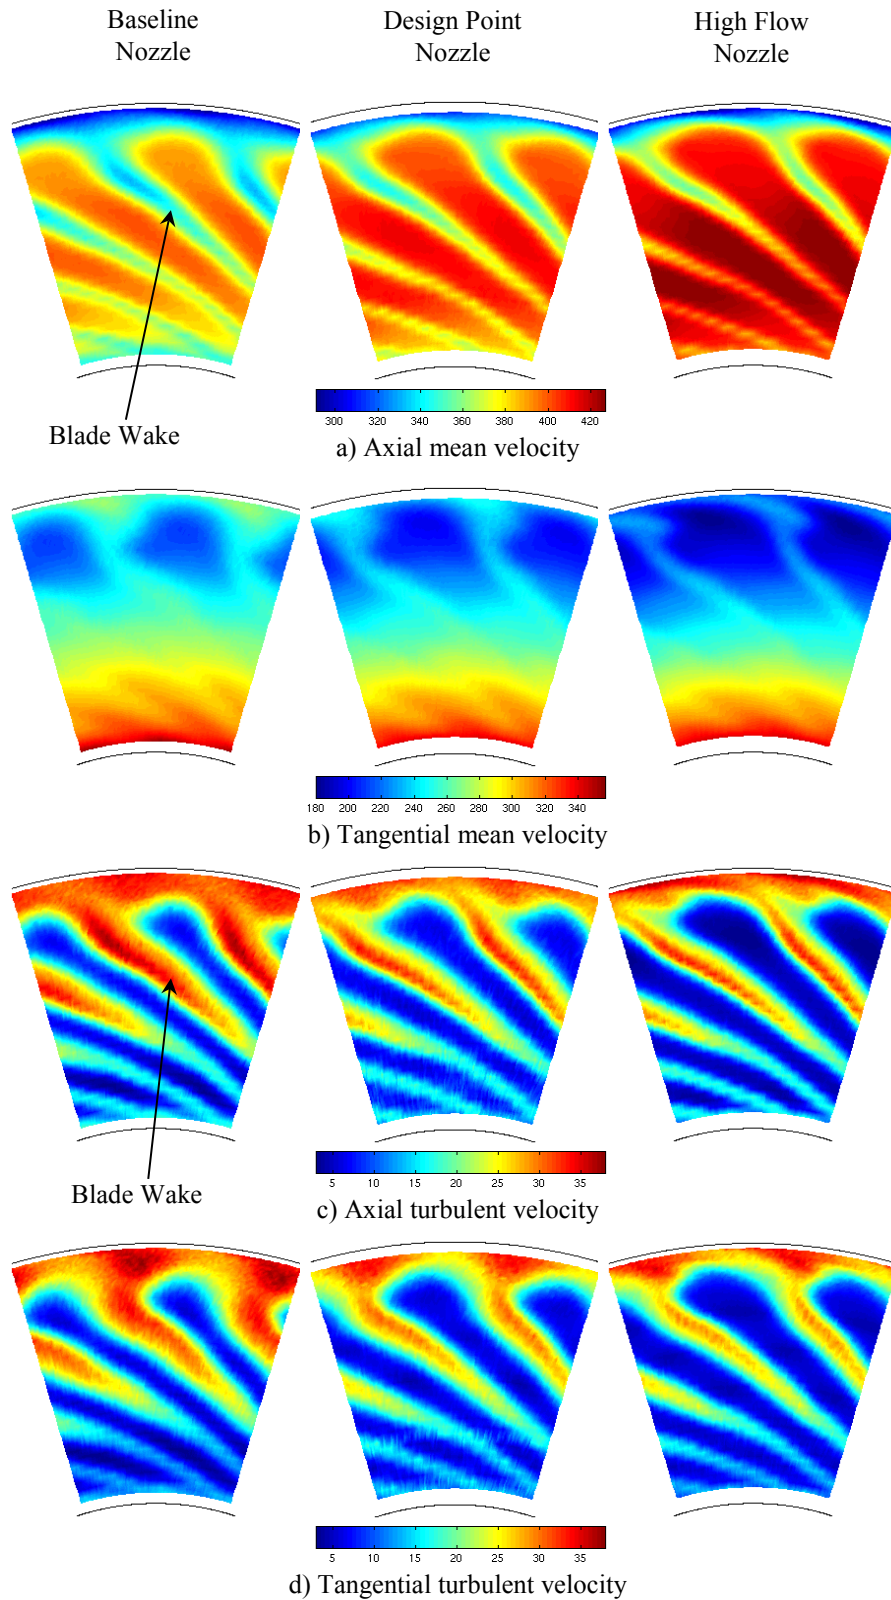 Baseline
Nozzle
Design Point
Nozzle
High Flow
Nozzle
300 320 340 360 380 400 420
Blade Wake
a) Axial mean velocity
180 200 220 240 260 280 300 320 340
b) Tangential mean velocity
5 10 15 20 25 30 35
Blade Wake
c) Axial turbulent velocity
5 10 15 20 25 30 35
d) Tangential turbulent velocity